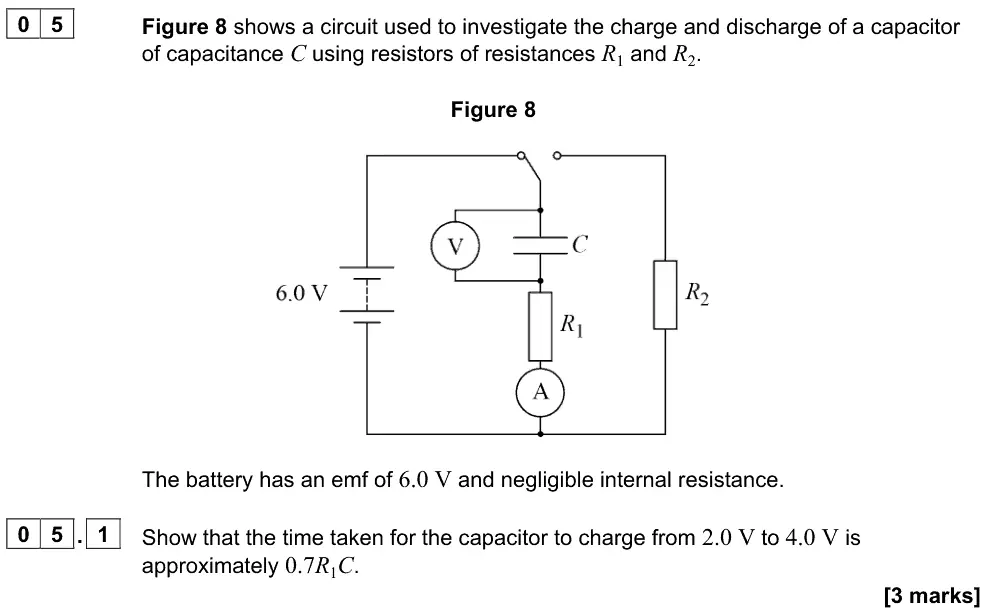 0 5
Figure 8 shows a circuit used to investigate the charge and discharge of a capacitor
of capacitance C using resistors of resistances R₁ and R₂.
Figure 8
V
C
6.0 V
R₁
R₂
A
The battery has an emf of 6.0 V and negligible internal resistance.
0 5 . 1
Show that the time taken for the capacitor to charge from 2.0 V to 4.0 V is
approximately 0.7R₁C.
[3 marks]